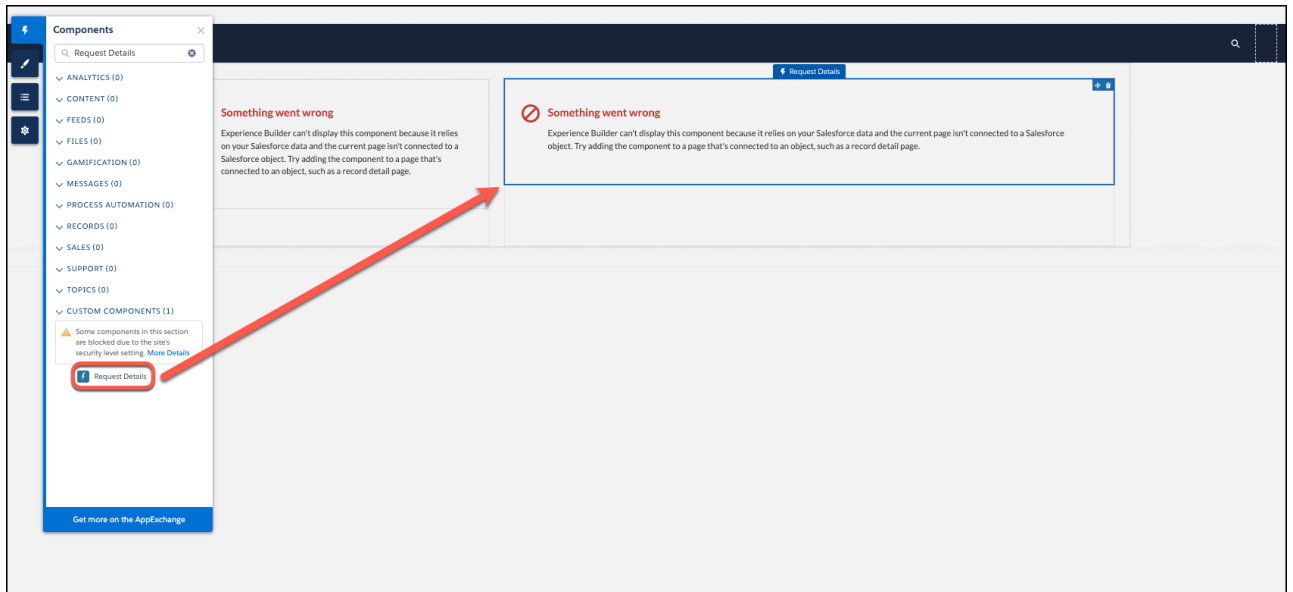 Components
Request Details
ANALYTICS (0)
CONTENT (0)
FEEDS (0)
FILES (0)
GAMIFICATION (0)
MESSAGES (0)
PROCESS AUTOMATION (0)
RECORDS (0)
SALES (0)
SUPPORT (0)
TOPICS (0)
CUSTOM COMPONENTS (1)
Some components in this section
are blocked due to the site's
security level setting. More Details
Request Details
Get more on the AppExchange
Something went wrong
Experience Builder can't display this component because it relies
on your Salesforce data and the current page isn't connected to a
Salesforce object. Try adding the component to a page that's
connected to an object, such as a record detail page.
Request Details
Something went wrong
Experience Builder can't display this component because it relies on your Salesforce data and the current page isn't connected to a Salesforce
object. Try adding the component to a page that's connected to an object, such as a record detail page.